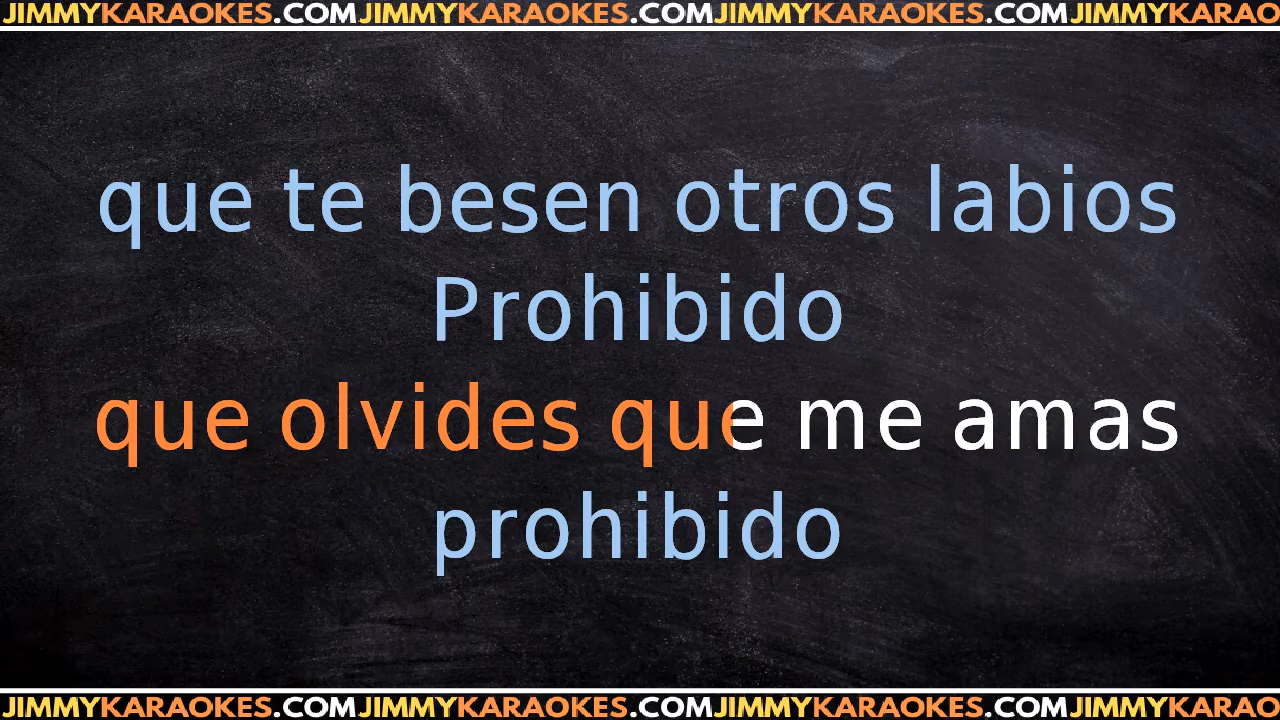 JIMMYKARAOKES.COMJIMMYKARAOKES.COMJIMMYKARAOKES.COMJIMMYKARAO
que te besen otros labios
Prohibido
que olvides que me amas
prohibido
JIMMYKARAOKES.COMJIMMYKARAOKES.COMJIMMYKARAOKES.COMJIMMYKARAO